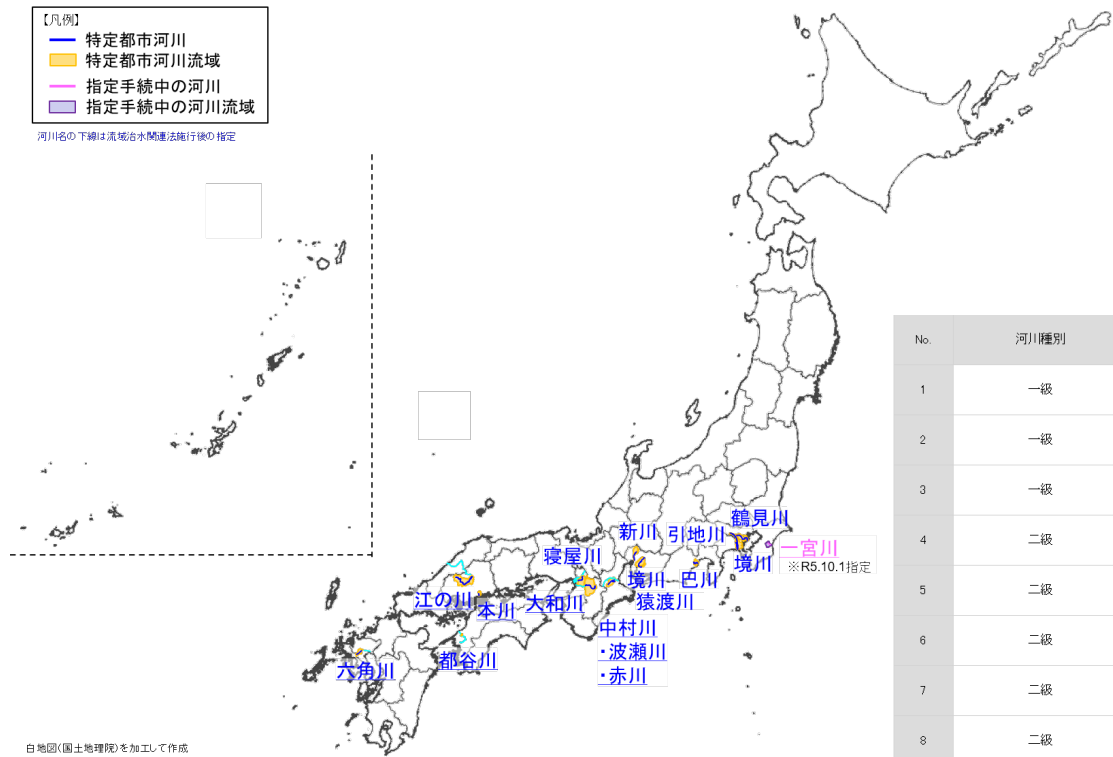 【凡例】
特定都市河川
特定都市河川流域
指定手続中の河川
指定手続中の河川流域
河川名の下線は流域治水関連法施行後の指定
鶴見川
新川
引地川
一宮川
※R5.10.1指定
寝屋川
境川
境川
巴川
江の川
本川
大和川
猿渡川
中村川
・波瀬川
・赤川
都谷川
六角川
白地図(国土地理院)を加工して作成
No. 河川種別
1 一級
2 一級
3 一級
4 二級
5 二級
6 二級
7 二級
8 二級